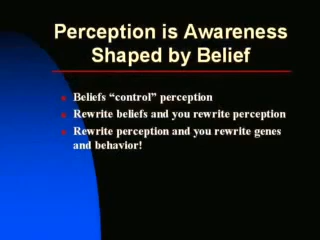 Perception is Awareness
Shaped by Belief
Beliefs “control” perception
Rewrite beliefs and you rewrite perception
Rewrite perception and you rewrite genes
and behavior!